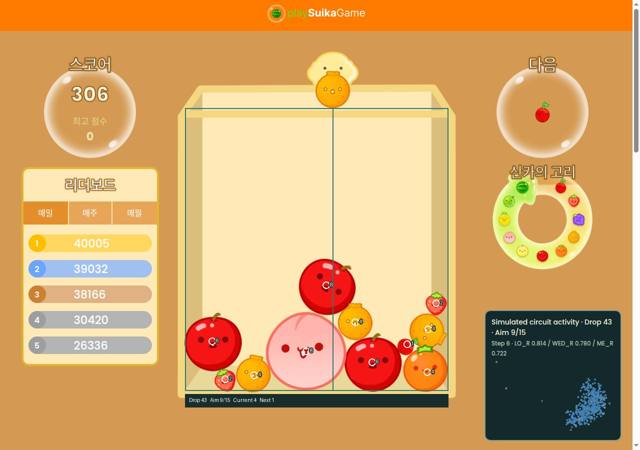 playSuikaGame
스코어
306
최고 점수
0
다음
신카의 고리
리더보드
매일
매주
매월
1 40005
2 39032
3 38166
4 30420
5 26336
Simulated circuit activity · Drop 43
· Aim 9/15
Step 6 · LO_R 0.814 / WED_R 0.780 / ME_R
0.722
Drop 43 Aim 9/15 Current 4 Next 1